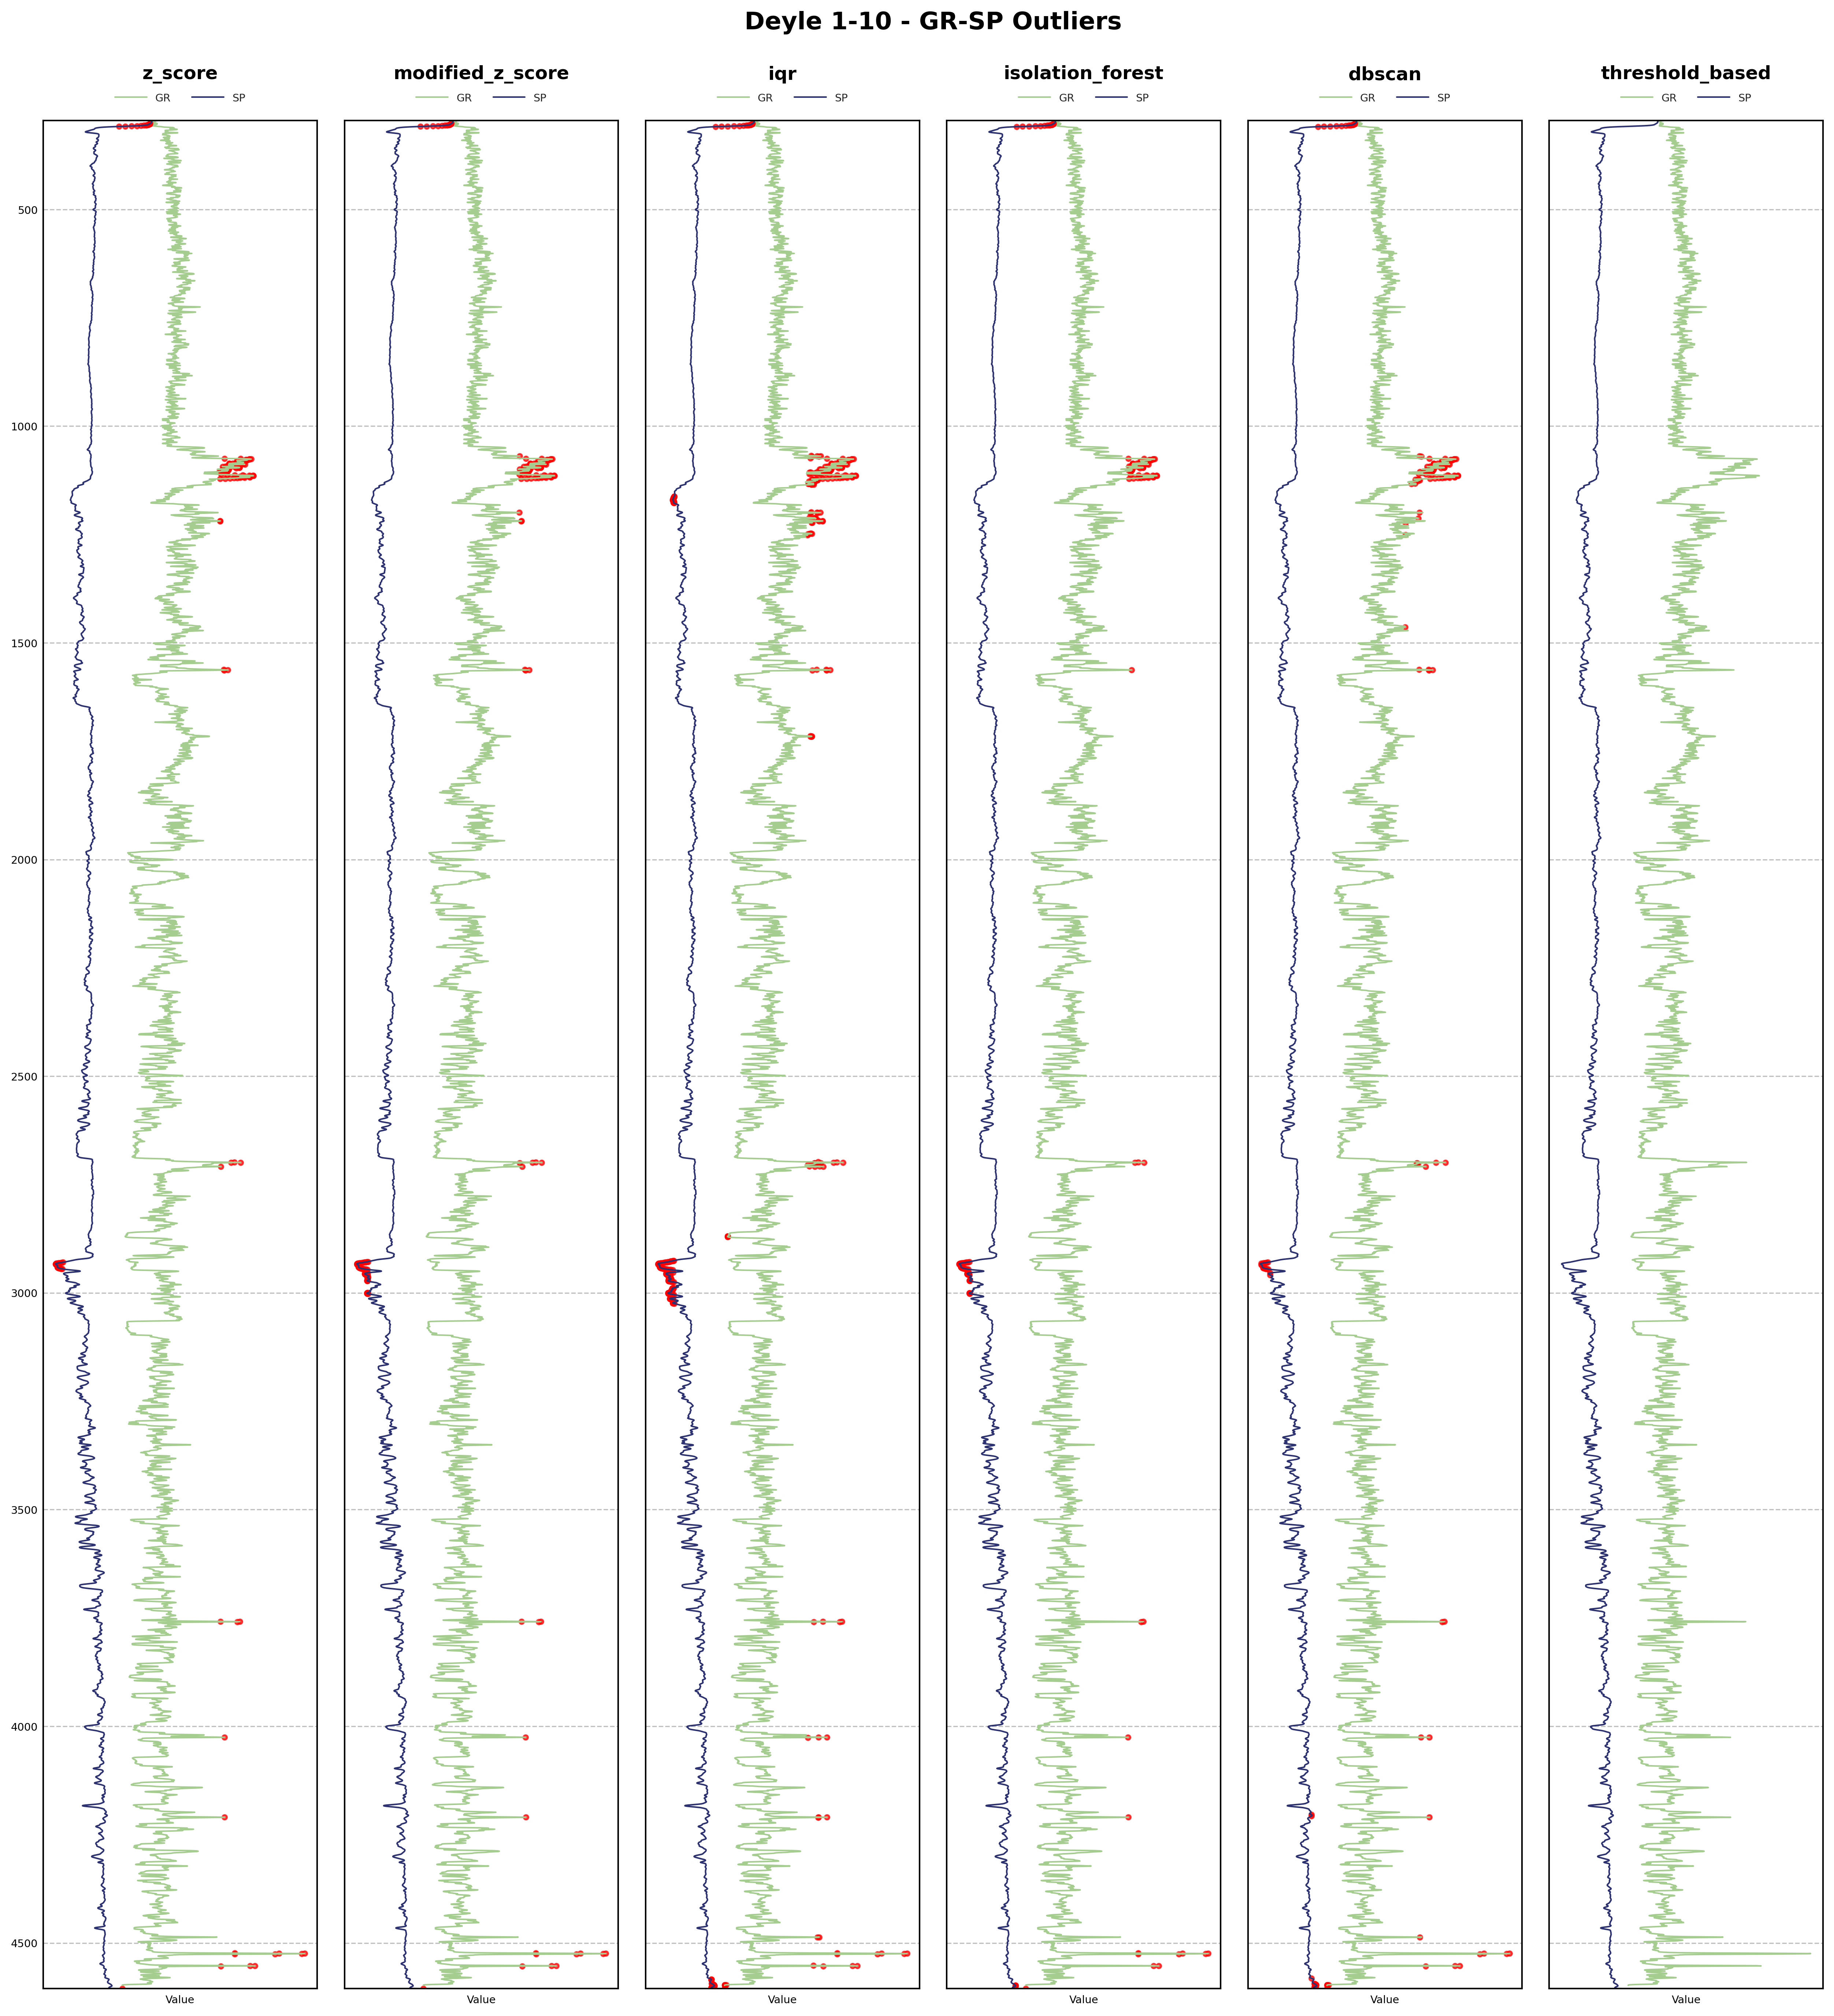 Deyle 1-10 - GR-SP Outliers
z_score modified_z_score iqr isolation_forest dbscan threshold_based
GR SP GR SP GR SP GR SP GR SP GR SP
500
1000
1500
2000
2500
3000
3500
4000
4500
Value Value Value Value Value Value